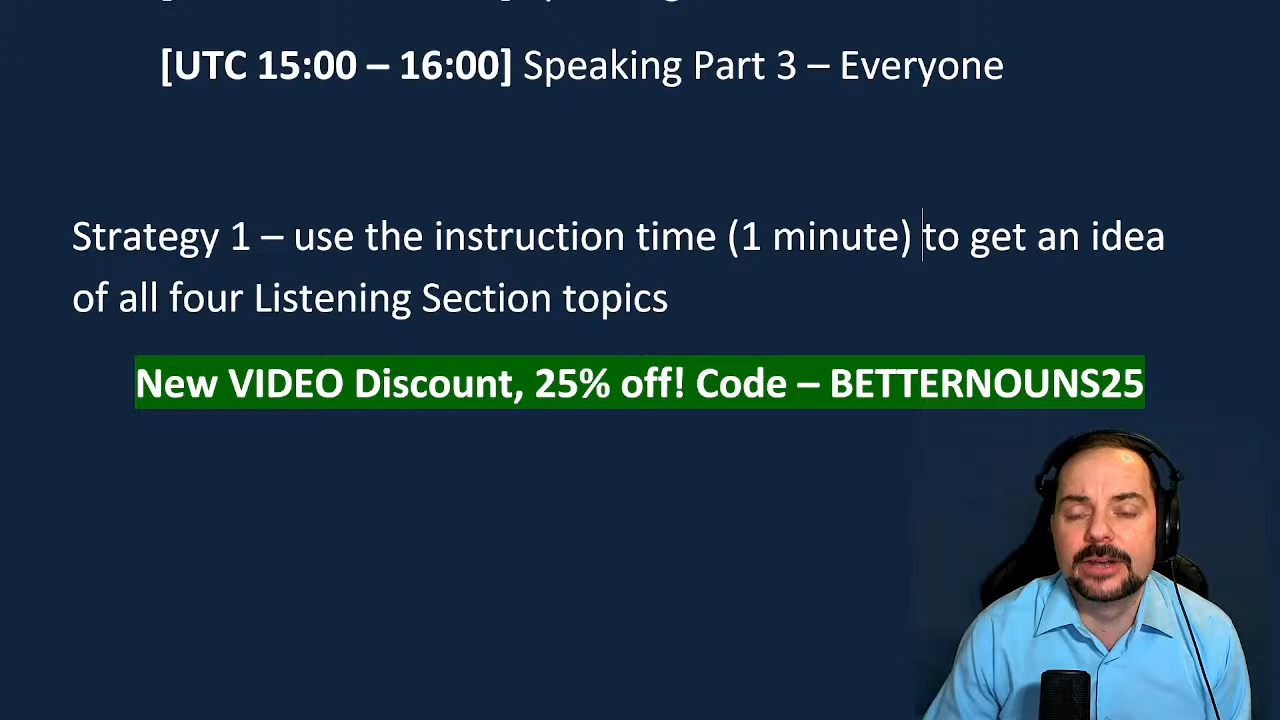 [UTC 15:00 – 16:00] Speaking Part 3 – Everyone
Strategy 1 – use the instruction time (1 minute) to get an idea
of all four Listening Section topics
New VIDEO Discount, 25% off! Code – BETTERNOUNS25